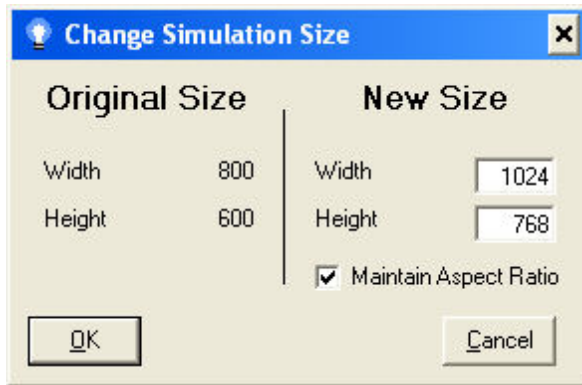 Change Simulation Size
Original Size
Width 800
Height 600
New Size
Width 1024
Height 768
Maintain Aspect Ratio
OK
Cancel